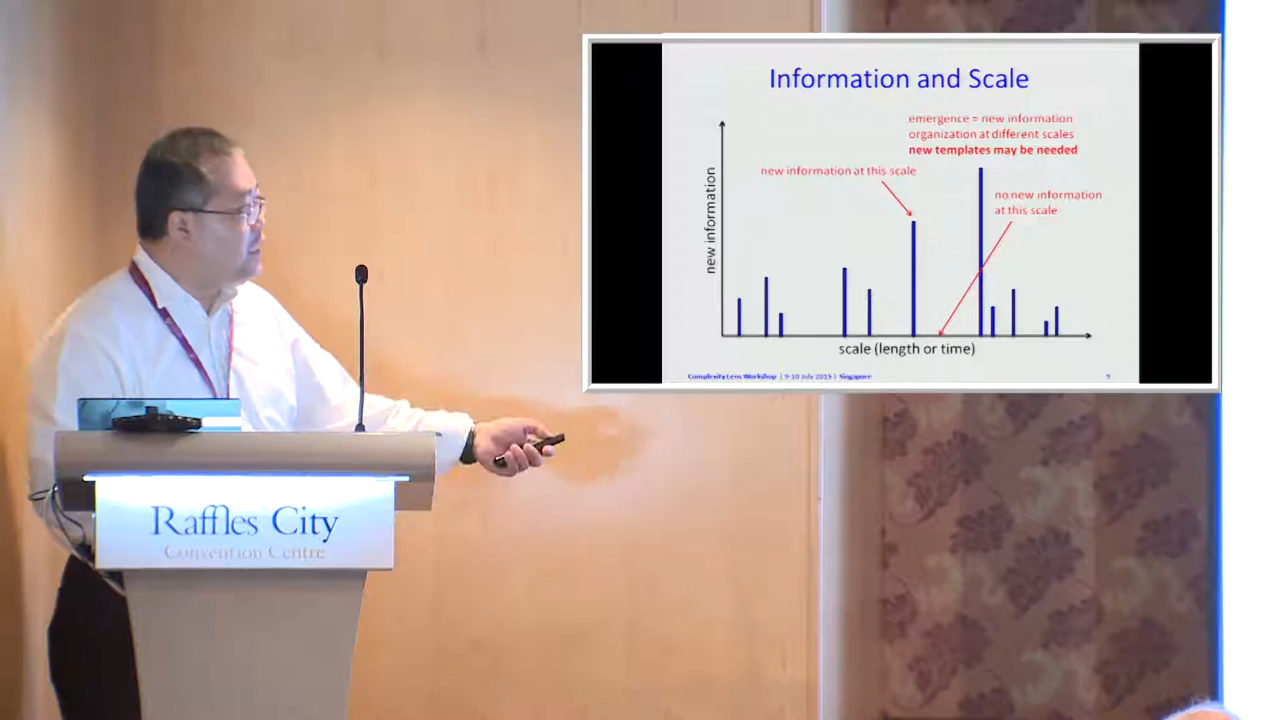 Information and Scale
emergence = new information
organization at different scales
new templates may be needed
new information at this scale
no new information
at this scale
new information
scale (length or time)
Complexity Lens Workshop | 9-10 July 2015 | Singapore
9
Raffles City
Convention Centre